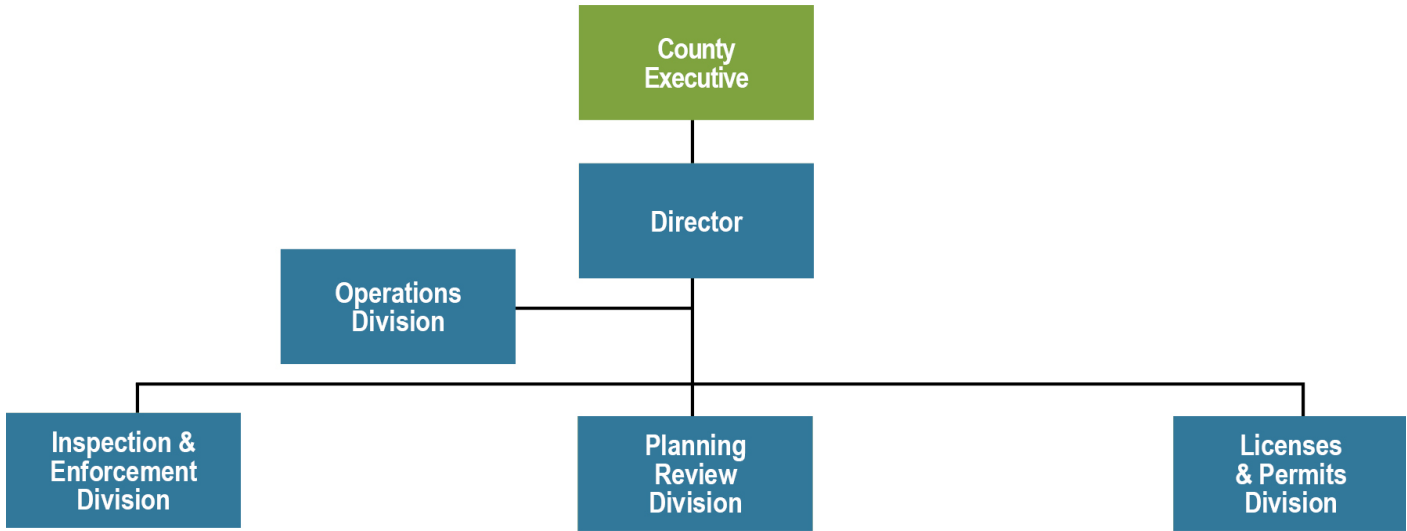 County
Executive
Director
Operations
Division
Inspection &
Enforcement
Division
Planning
Review
Division
Licenses
& Permits
Division